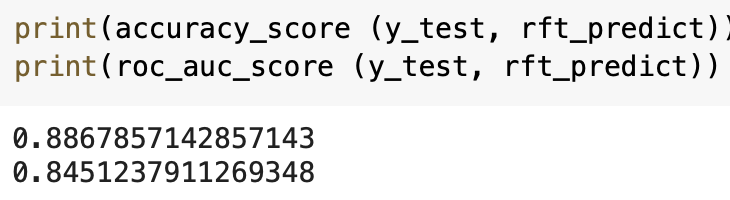 print(accuracy_score (y_test, rft_predict))
print(roc_auc_score (y_test, rft_predict))
0.8867857142857143
0.8451237911269348